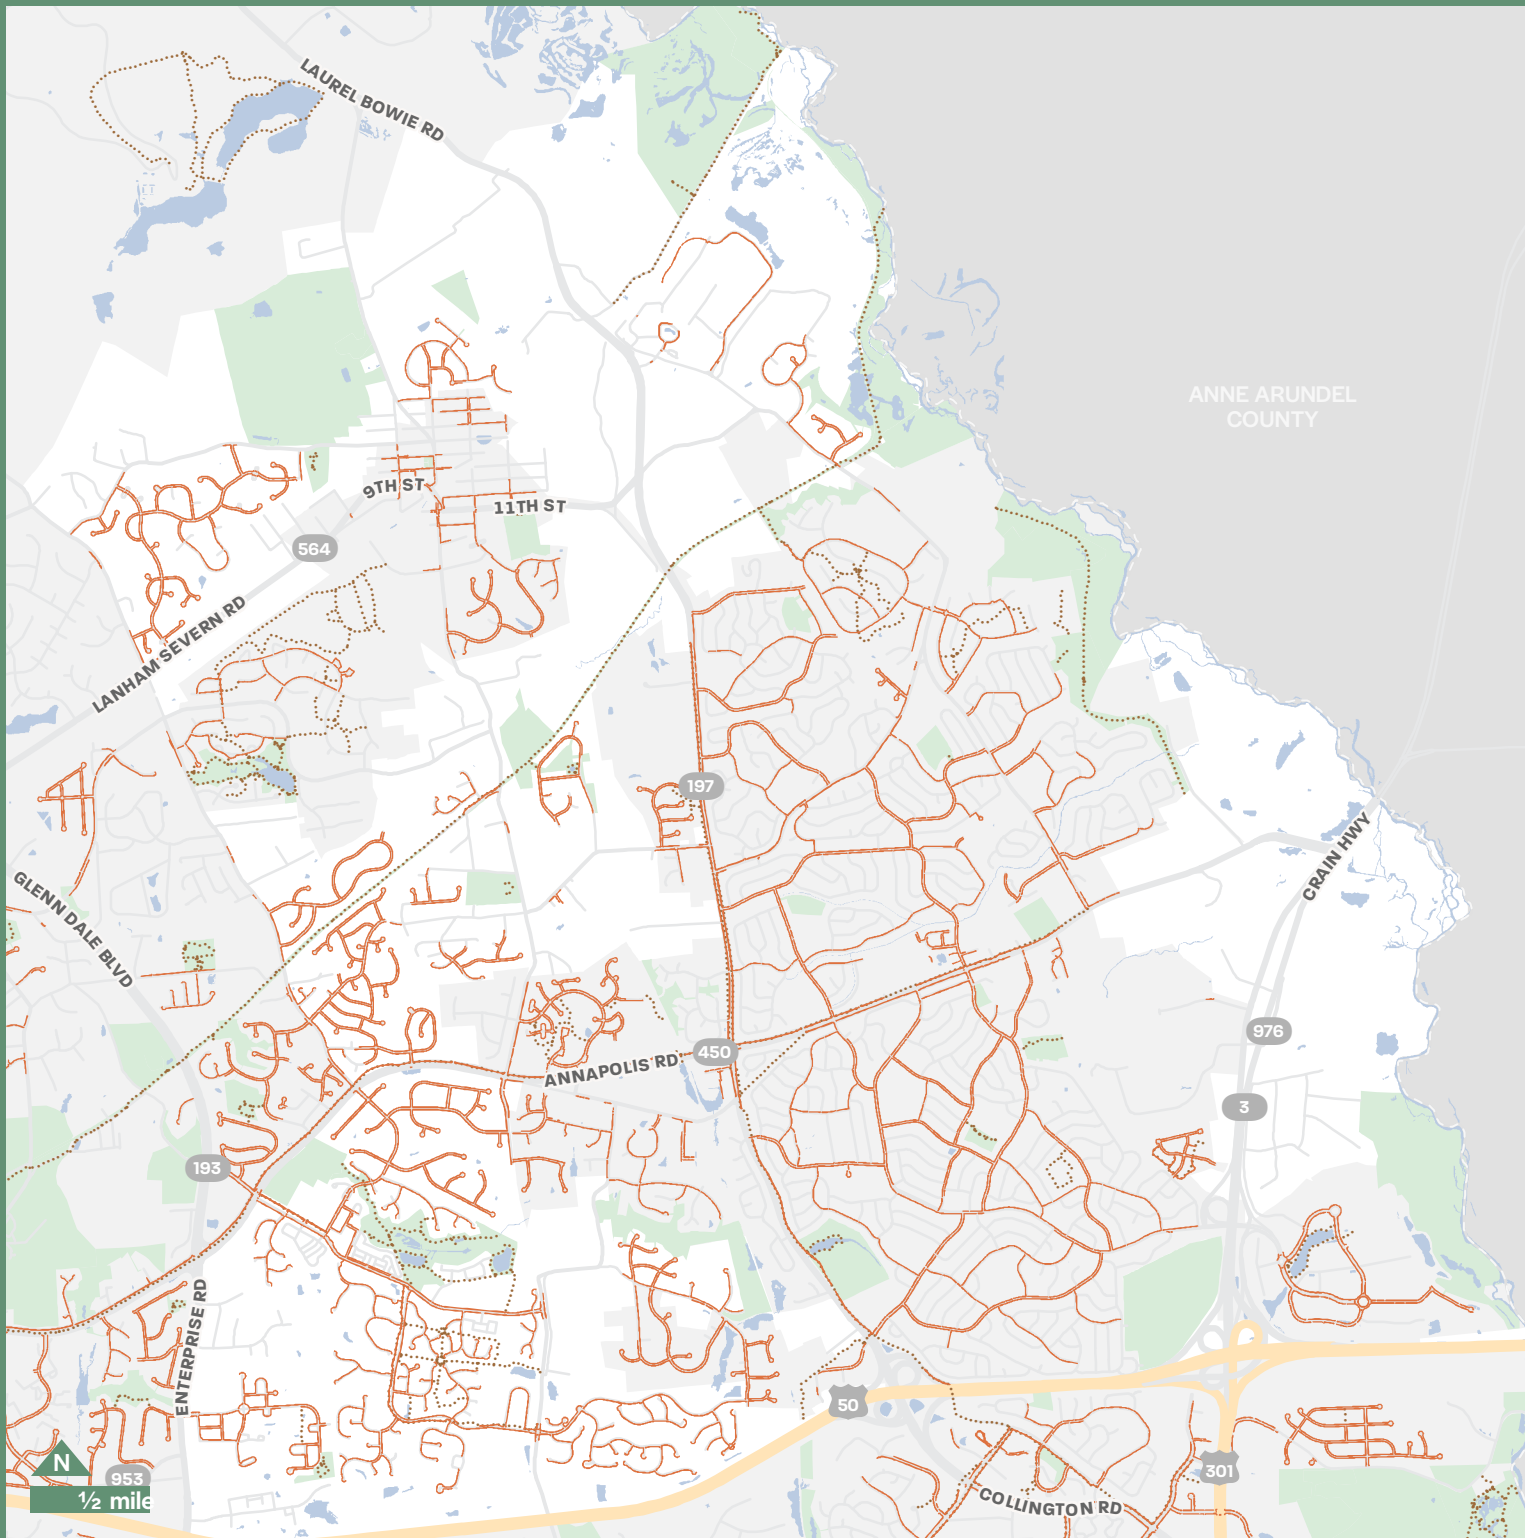 LAUREL BOWIE RD
ANNE ARUNDEL
COUNTY
9TH ST
11TH ST
564
LANHAM SEVERN RD
197
CRAIN HWY
GLENN DALE BLVD
976
450
ANNAPOLIS RD
3
193
ENTERPRISE RD
50
N
953
301
½ mile
COLLINGTON RD